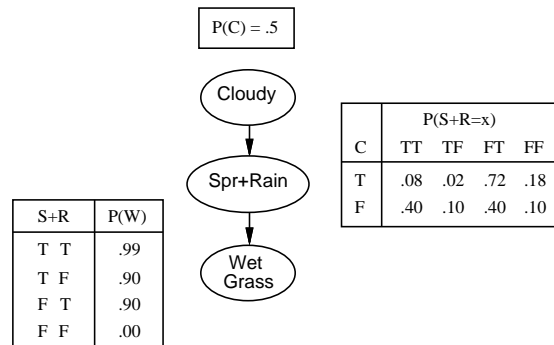 P(C) = .5
Cloudy
P(S+R=x)
C TT TF FT FF
T .08 .02 .72 .18
F .40 .10 .40 .10
Spr+Rain
S+R P(W)
T T .99
T F .90
F T .90
F F .00
Wet
Grass